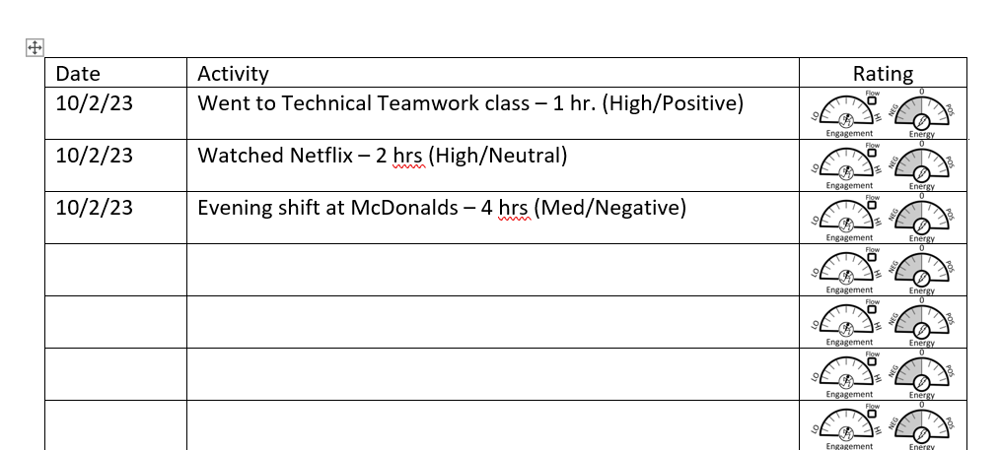 Date Activity Rating
10/2/23 Went to Technical Teamwork class – 1 hr. (High/Positive) LO Flow HI Engagement NEG 0 POS Energy
10/2/23 Watched Netflix – 2 hrs (High/Neutral) LO Flow HI Engagement NEG 0 POS Energy
10/2/23 Evening shift at McDonalds – 4 hrs (Med/Negative) LO Flow HI Engagement NEG 0 POS Energy
LO Flow HI Engagement NEG 0 POS Energy
LO Flow HI Engagement NEG 0 POS Energy
LO Flow HI Engagement NEG 0 POS Energy
LO Flow HI Engagement NEG 0 POS Energy